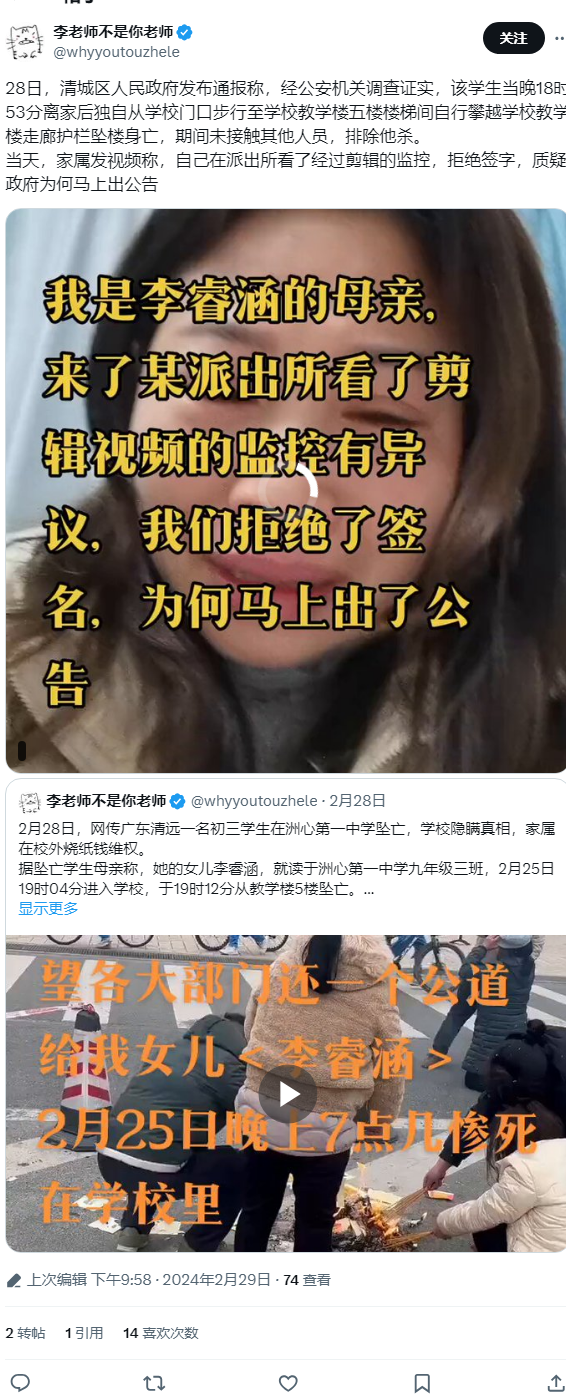 李老师不是你老师
@whyyoutouzhele
关注
28日，清城区人民政府发布通报称，经公安机关调查证实，该学生当晚18时
53分离家后独自从学校门口步行至学校教学楼五楼楼梯间自行攀越学校教学
楼走廊护栏坠楼身亡，期间未接触其他人员，排除他杀。
当天，家属发视频称，自己在派出所看了经过剪辑的监控，拒绝签字，质疑
政府为何马上出公告
我是李睿涵的母亲，
来了某派出所看了剪
辑视频的监控有异
议， 我们拒绝了签
名， 为何马上出了公
告
李老师不是你老师 @whyyoutouzhele · 2月28日
2月28日，网传广东清远一名初三学生在洲心第一中学坠亡，学校隐瞒真相，家属
在校外烧纸钱维权。
据坠亡学生母亲称，她的女儿李睿涵，就读于洲心第一中学九年级三班，2月25日
19时04分进入学校，于19时12分从教学楼5楼坠亡。...
显示更多
望各大部门还一个公道
给我女儿<李睿涵>
2月25日晚上7点几惨死
在学校里
上次编辑 下午9:58 · 2024年2月29日 · 74 查看
2 转帖 1 引用 14 喜欢次数